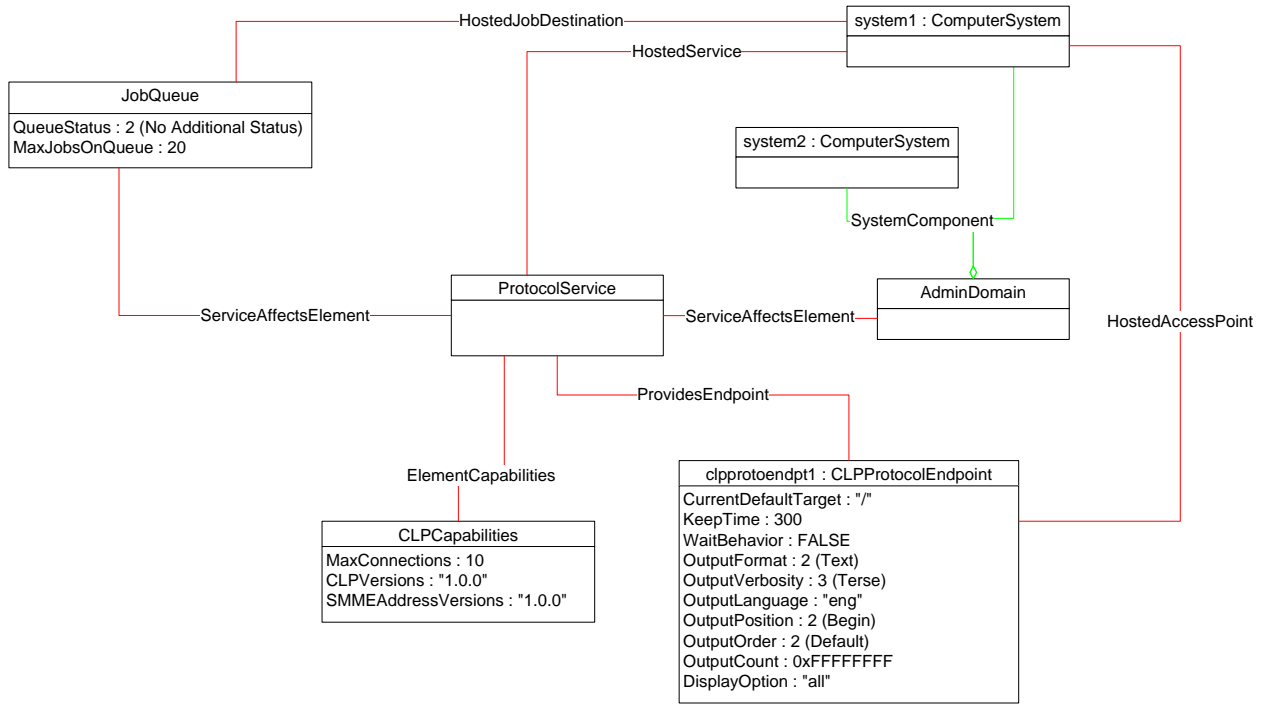 HostedJobDestination
system1 : ComputerSystem
HostedService
JobQueue
QueueStatus : 2 (No Additional Status)
MaxJobsOnQueue : 20
system2 : ComputerSystem
SystemComponent
ProtocolService
AdminDomain
ServiceAffectsElement
ServiceAffectsElement
HostedAccessPoint
ProvidesEndpoint
ElementCapabilities
clpprotoendpt1 : CLPProtocolEndpoint
CurrentDefaultTarget : "/"
KeepTime : 300
WaitBehavior : FALSE
OutputFormat : 2 (Text)
OutputVerbosity : 3 (Terse)
OutputLanguage : "eng"
OutputPosition : 2 (Begin)
OutputOrder : 2 (Default)
OutputCount : 0xFFFFFFFF
DisplayOption : "all"
CLPCapabilities
MaxConnections : 10
CLPVersions : "1.0.0"
SMMEAddressVersions : "1.0.0"